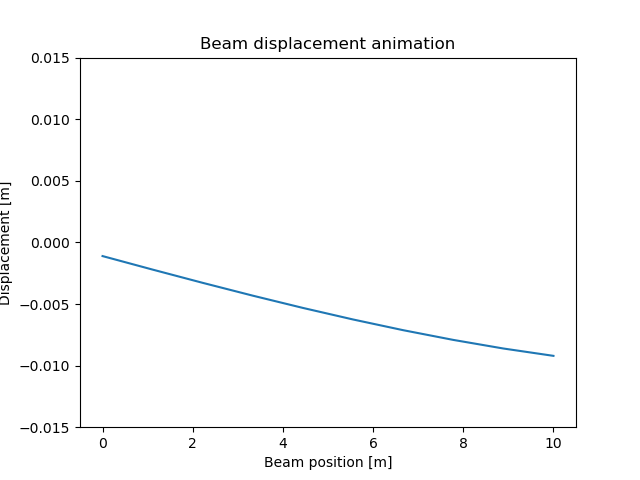 Beam displacement animation
0.015
0.010
0.005
0.000
−0.005
−0.010
−0.015
Displacement [m]
0 2 4 6 8 10
Beam position [m]